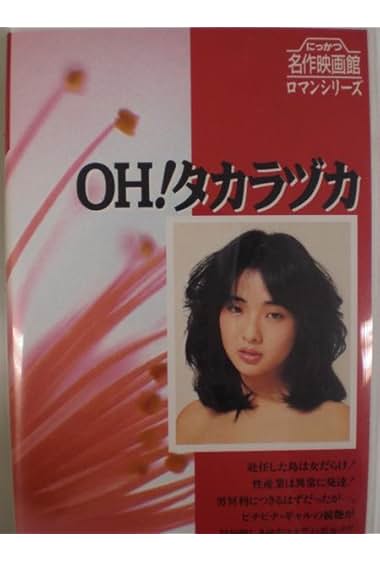 にっかつ
名作映画館
ロマンシリーズ
OH!タカラヅカ
赴任した島は女だらけ!
性産業は異常に発達!
男冥利につきるはずだったが…。
ピチピチ・ギャルの競艶が